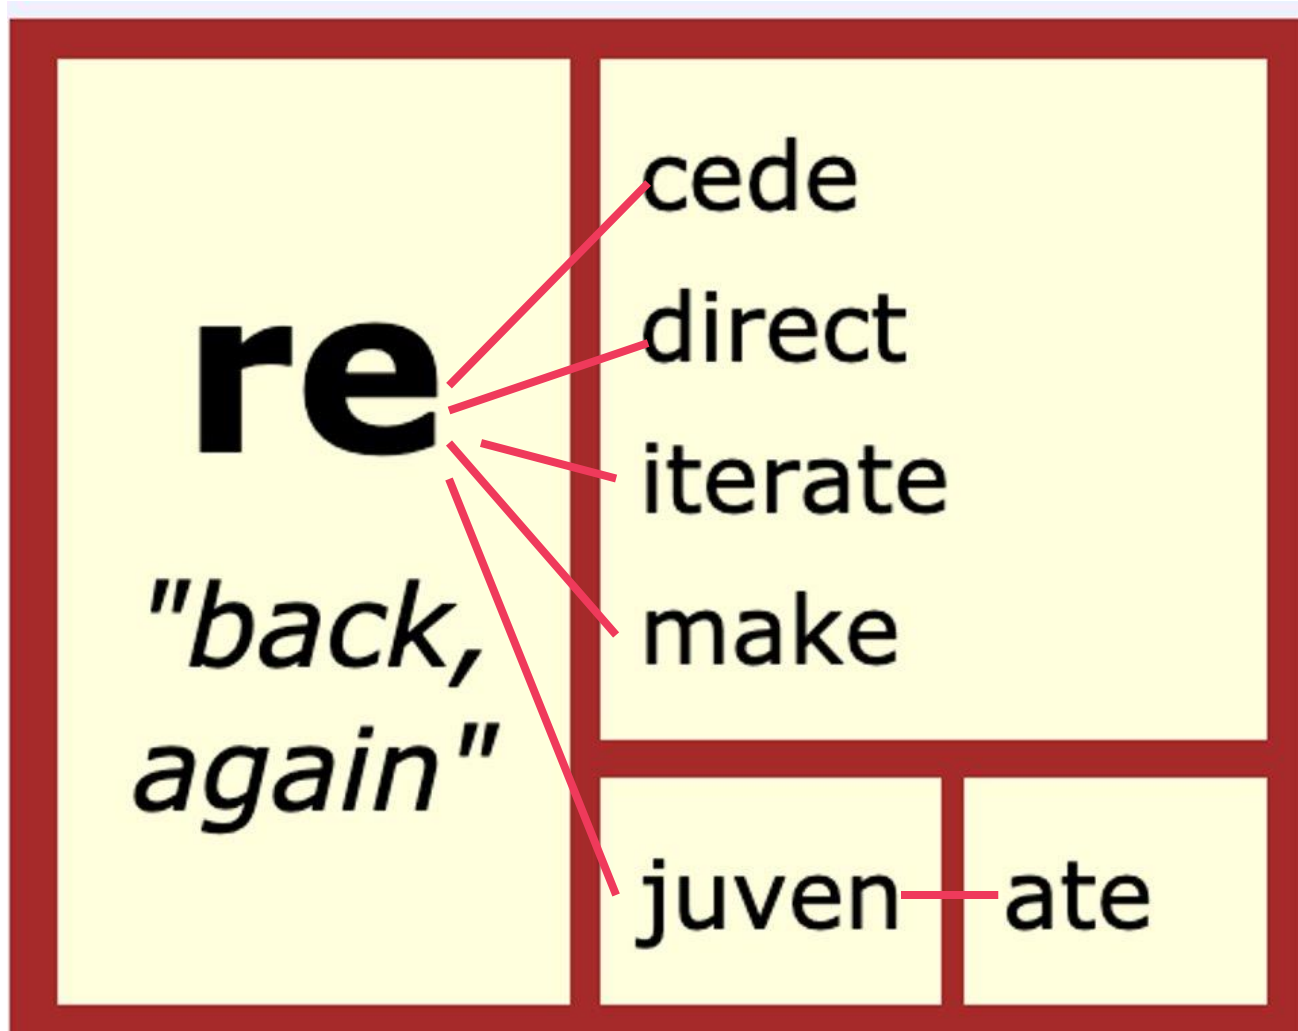 re
"back,
again"
cede
direct
iterate
make
juven
ate